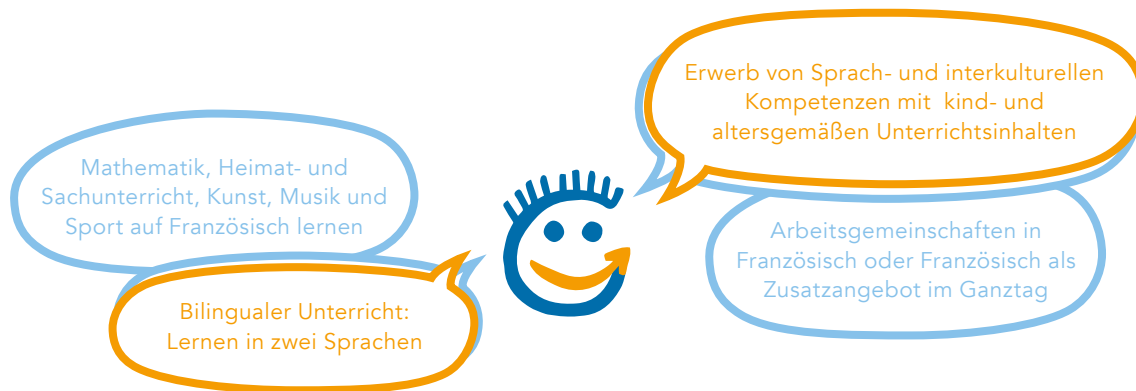 Mathematik, Heimat- und
Sachunterricht, Kunst, Musik und
Sport auf Französisch lernen
Bilingualer Unterricht:
Lernen in zwei Sprachen
Erwerb von Sprach- und interkulturellen
Kompetenzen mit kind- und
altersgemäßen Unterrichtsinhalten
Arbeitsgemeinschaften in
Französisch oder Französisch als
Zusatzangebot im Ganztag